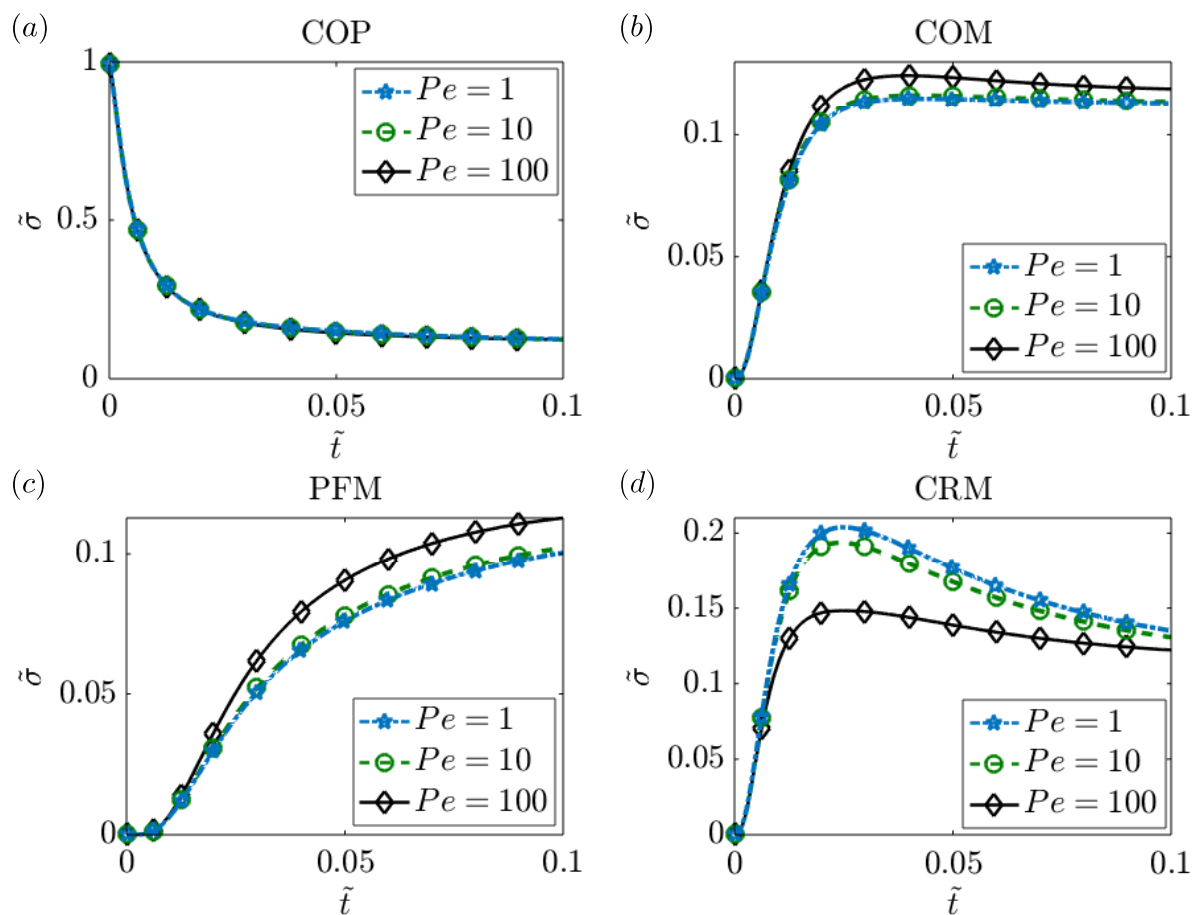 (a)
COP
1
0.5
0
σ̃
0
0.05
0.1
t̃
Pe = 1
Pe = 10
Pe = 100
(b)
COM
0.1
0.05
0
σ̃
0
0.05
0.1
t̃
Pe = 1
Pe = 10
Pe = 100
(c)
PFM
0.1
0.05
0
σ̃
0
0.05
0.1
t̃
Pe = 1
Pe = 10
Pe = 100
(d)
CRM
0.2
0.15
0.1
0.05
0
σ̃
0
0.05
0.1
t̃
Pe = 1
Pe = 10
Pe = 100